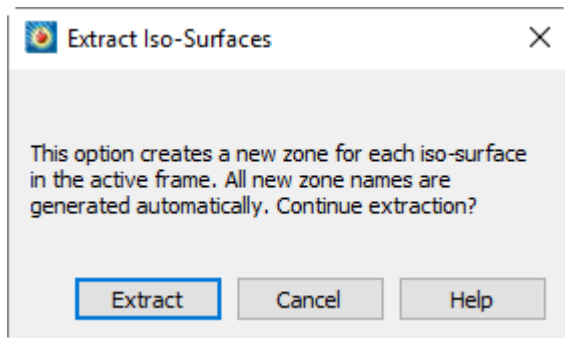 Extract Iso-Surfaces
This option creates a new zone for each iso-surface
in the active frame. All new zone names are
generated automatically. Continue extraction?
Extract
Cancel
Help